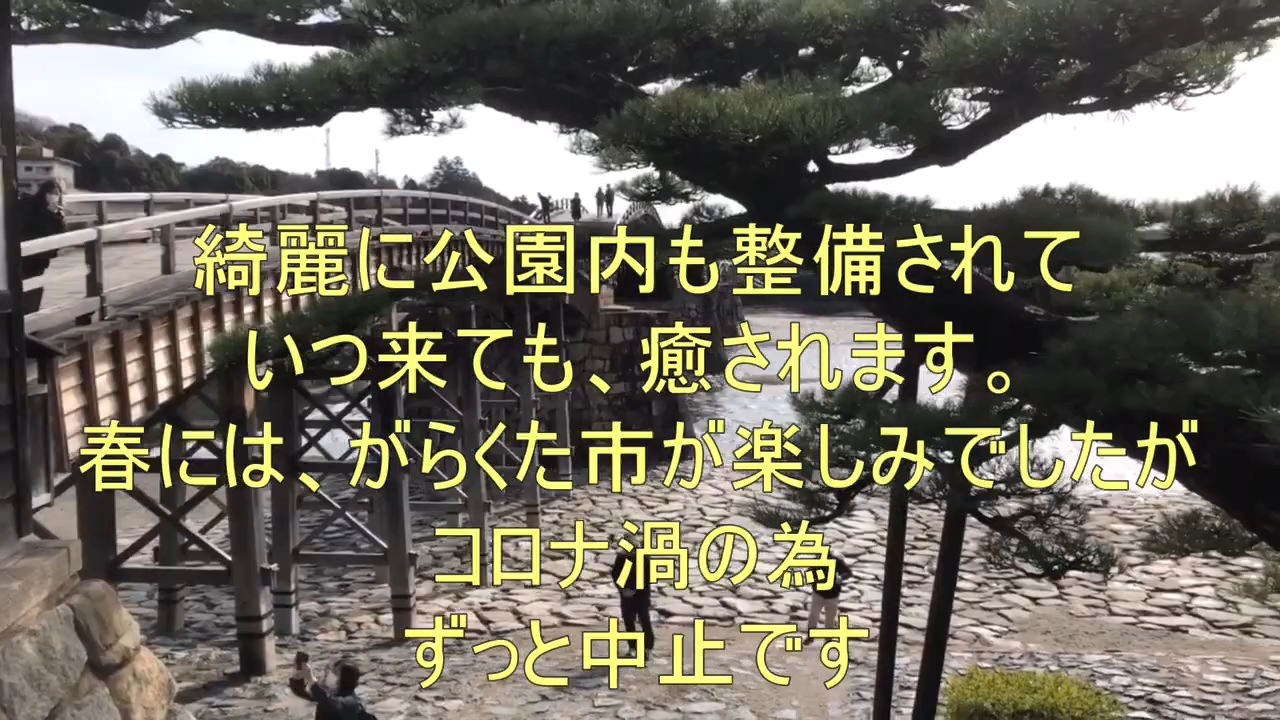 綺麗に公園内も整備されて
いつ来ても、癒されます。
春には、がらくた市が楽しみでしたが
コロナ渦の為
ずっと中止です